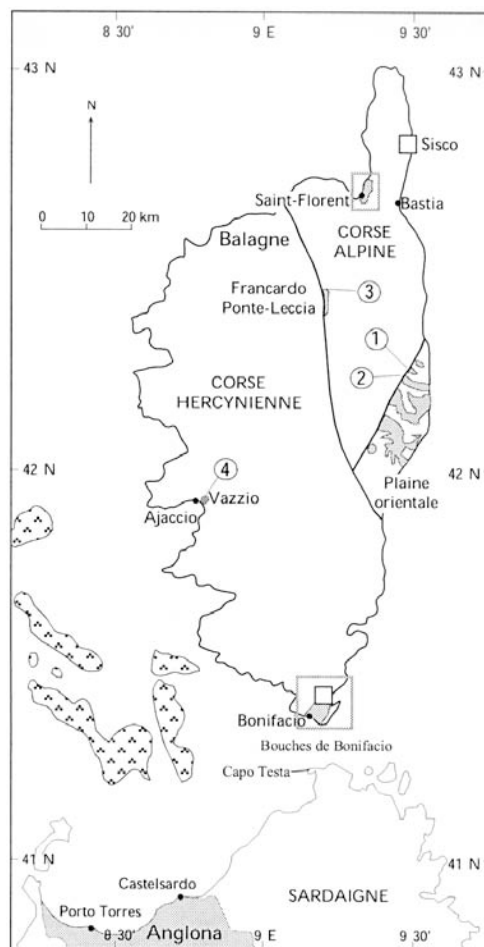 8 30' 9 E 9 30'
43 N 43 N
N
Sisco
Saint-Florent
Bastia
0 10 20 km
CORSE
ALPINE
Balagne
Francardo
Ponte-Leccia
3
1
2
CORSE
HERCYNIENNE
42 N 42 N
4
Plaine
orientale
Vazzio
Ajaccio
Bonifacio
Bouches de Bonifacio
Capo Testa
41 N 41 N
Castelsardo
SARDAIGNE
Porto Torres
Anglona
8 30' 9 E 9 30'